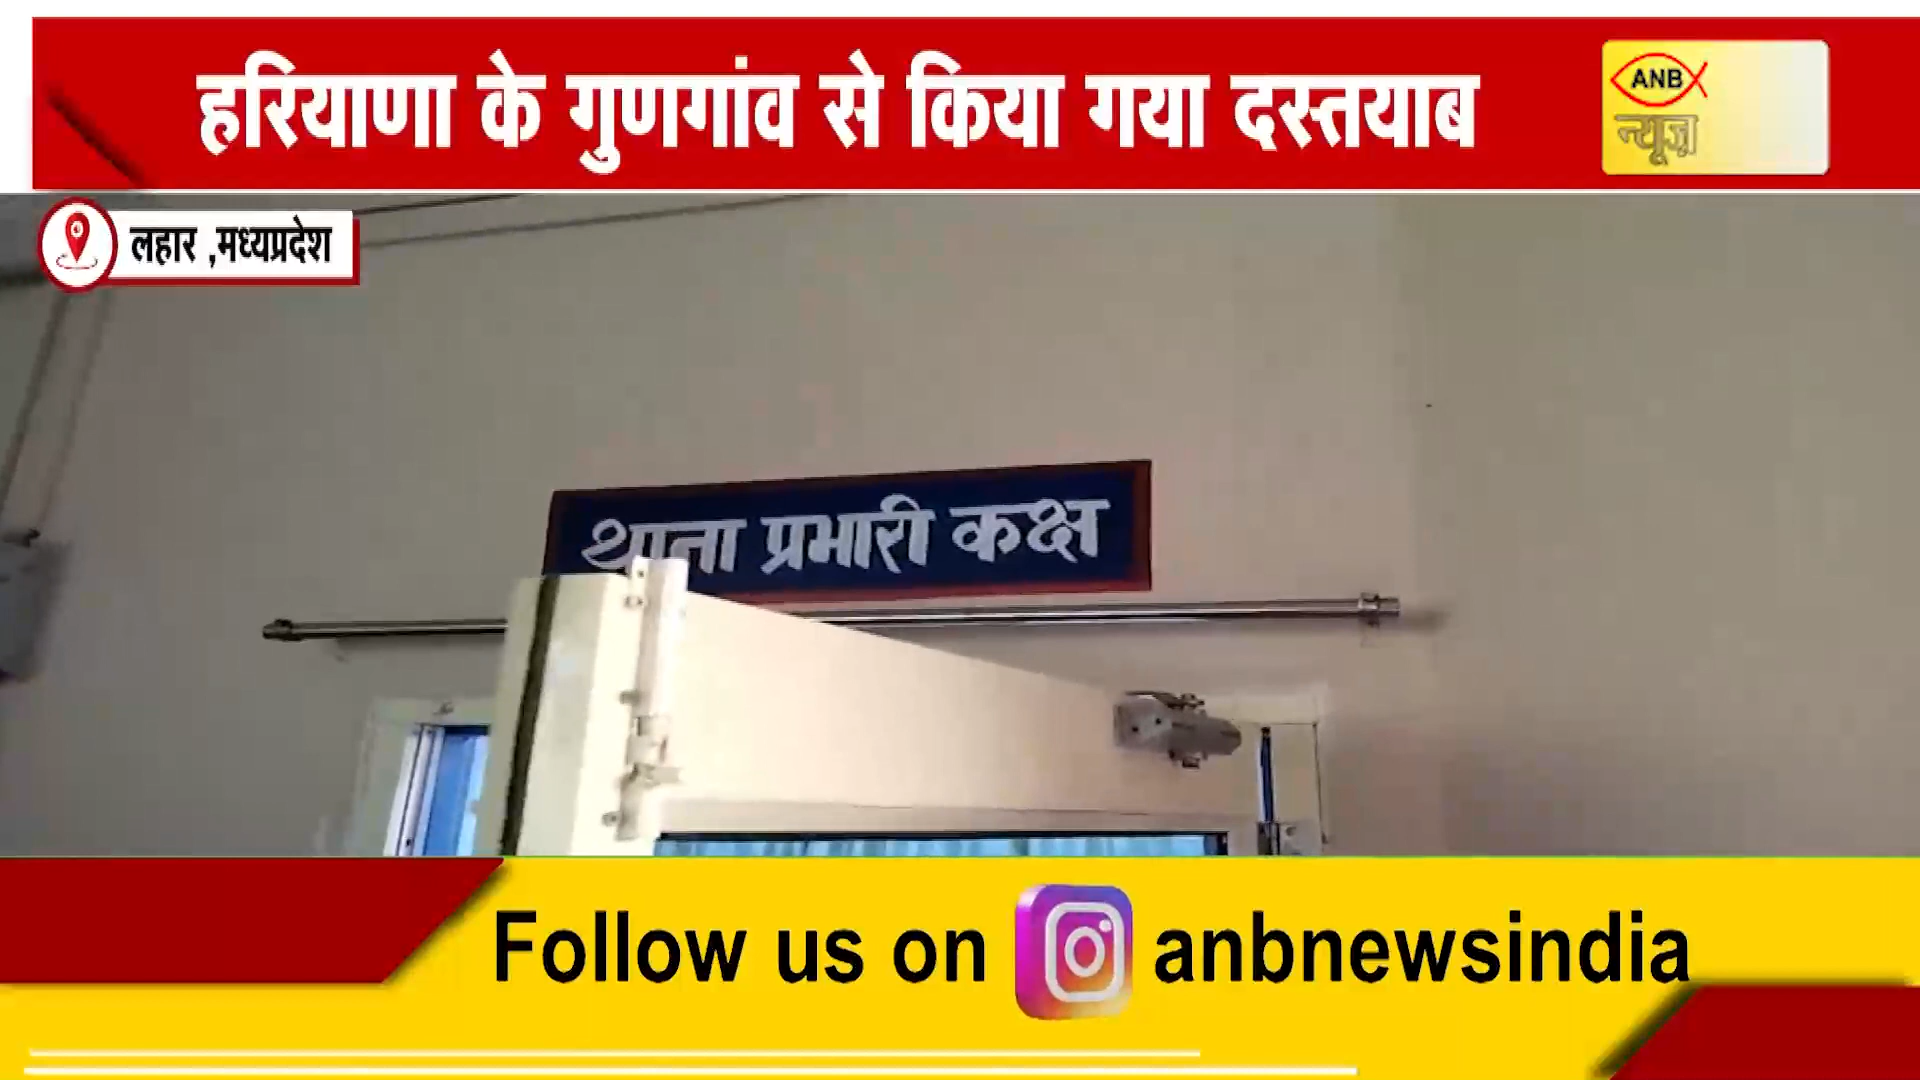 हरियाणा के गुणगांव से किया गया दस्तयाब
ANB
न्यूज़
लहार ,मध्यप्रदेश
थाना प्रभारी कक्ष
Follow us on anbnewsindia